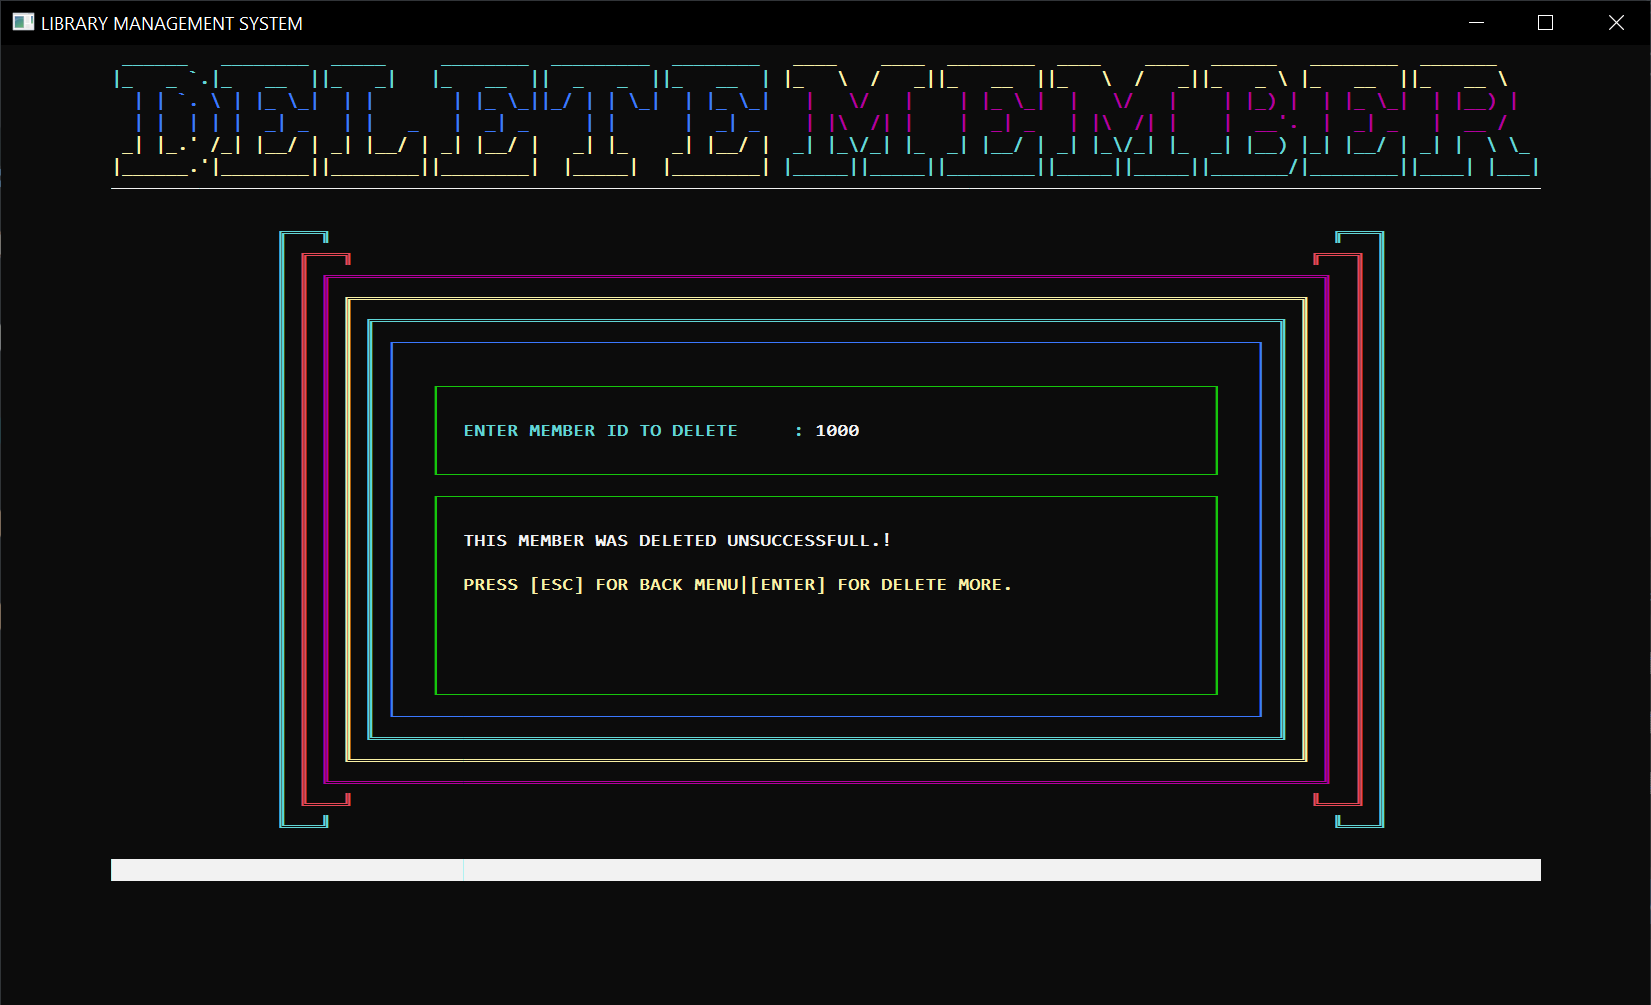 LIBRARY MANAGEMENT SYSTEM
DELETE MEMBER
ENTER MEMBER ID TO DELETE : 1000
THIS MEMBER WAS DELETED UNSUCCESSFULL.!
PRESS [ESC] FOR BACK MENU|[ENTER] FOR DELETE MORE.